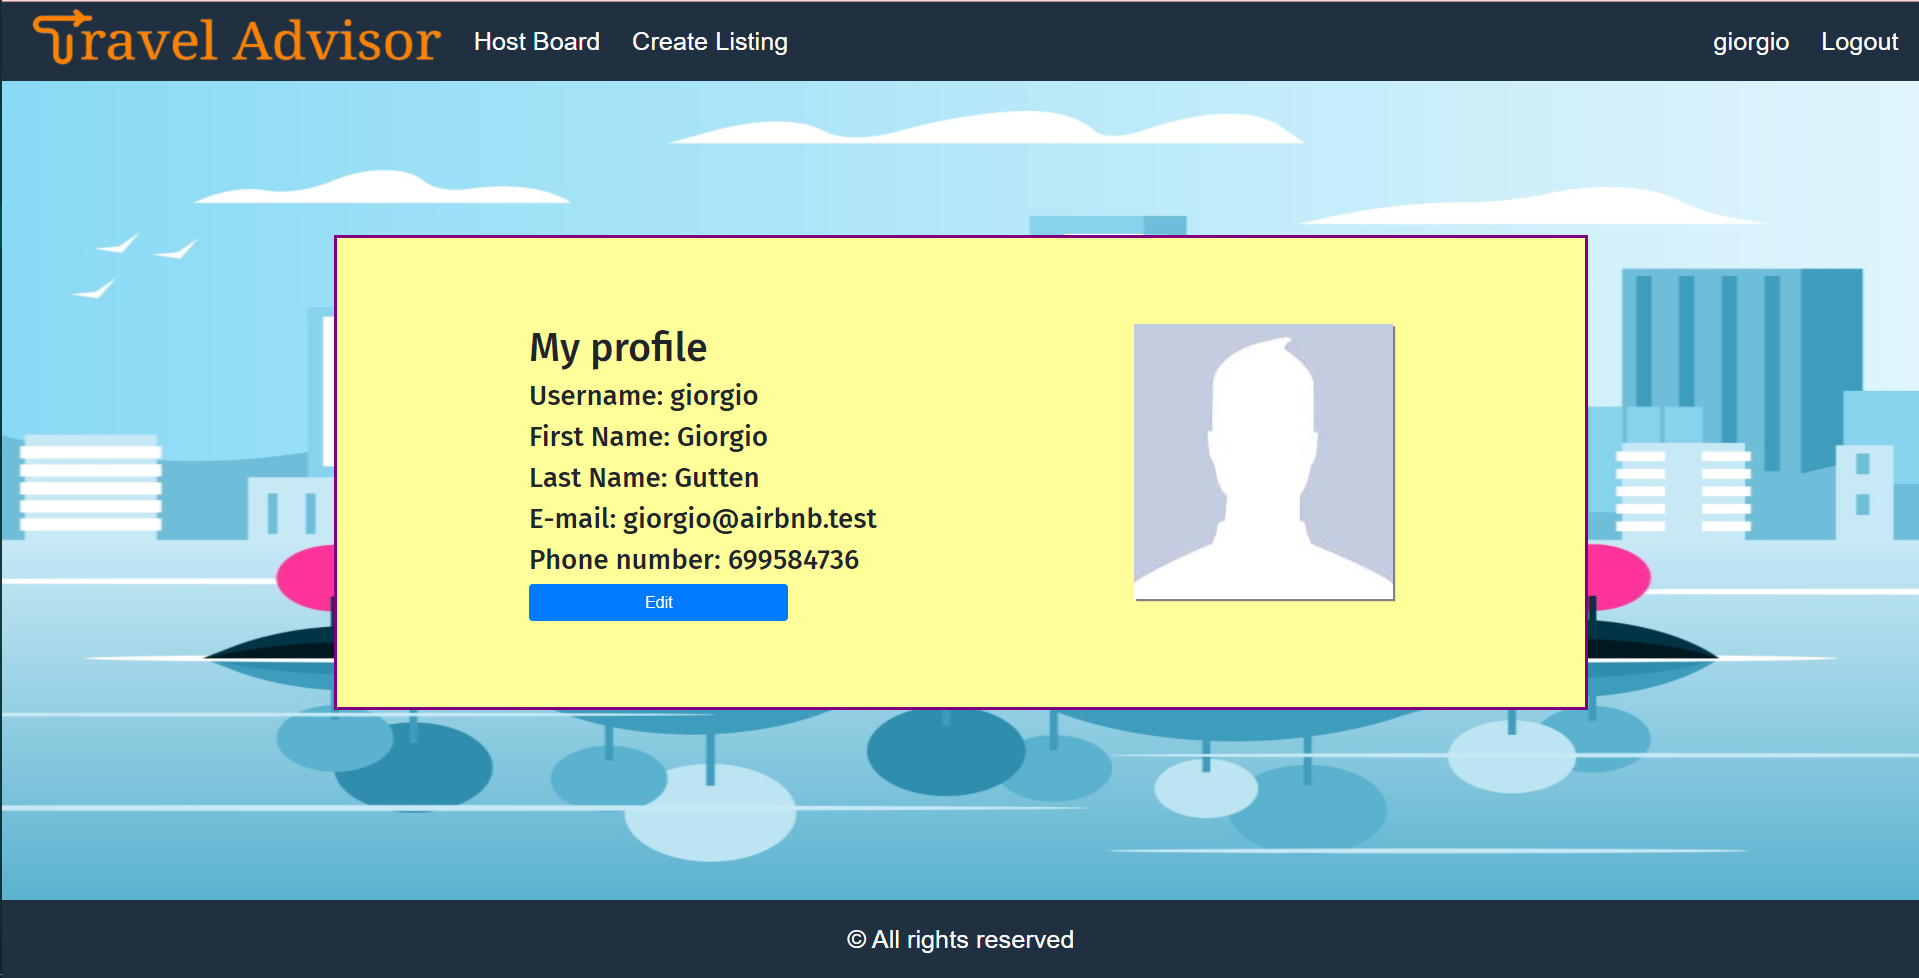 Travel Advisor Host Board Create Listing giorgio Logout
My profile
Username: giorgio
First Name: Giorgio
Last Name: Gutten
E-mail: giorgio@airbnb.test
Phone number: 699584736
Edit
© All rights reserved